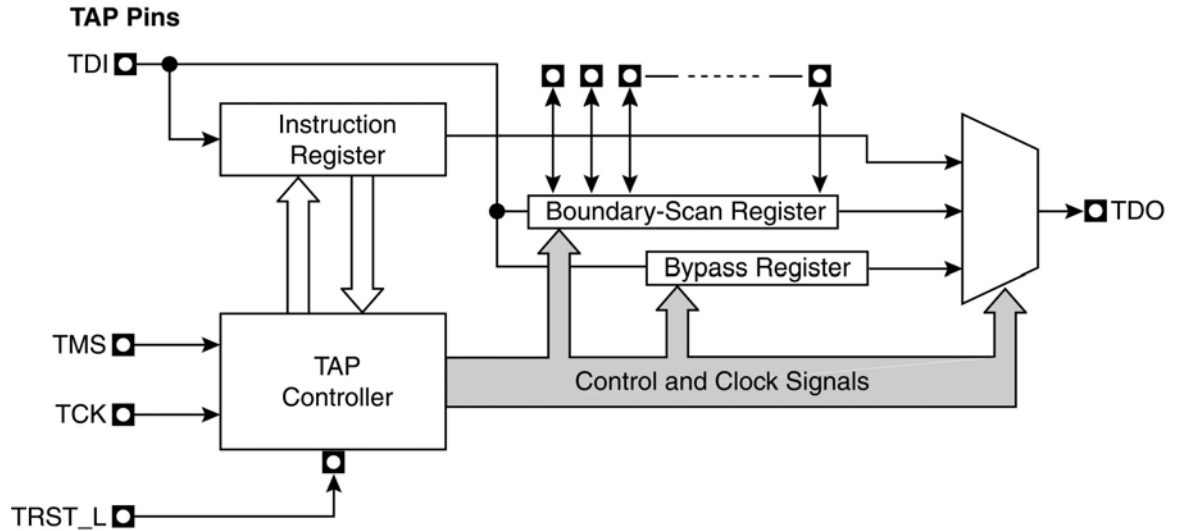 TAP Pins
TDI
Instruction
Register
Boundary-Scan Register
TDO
Bypass Register
TMS
TAP
Controller
Control and Clock Signals
TCK
TRST_L